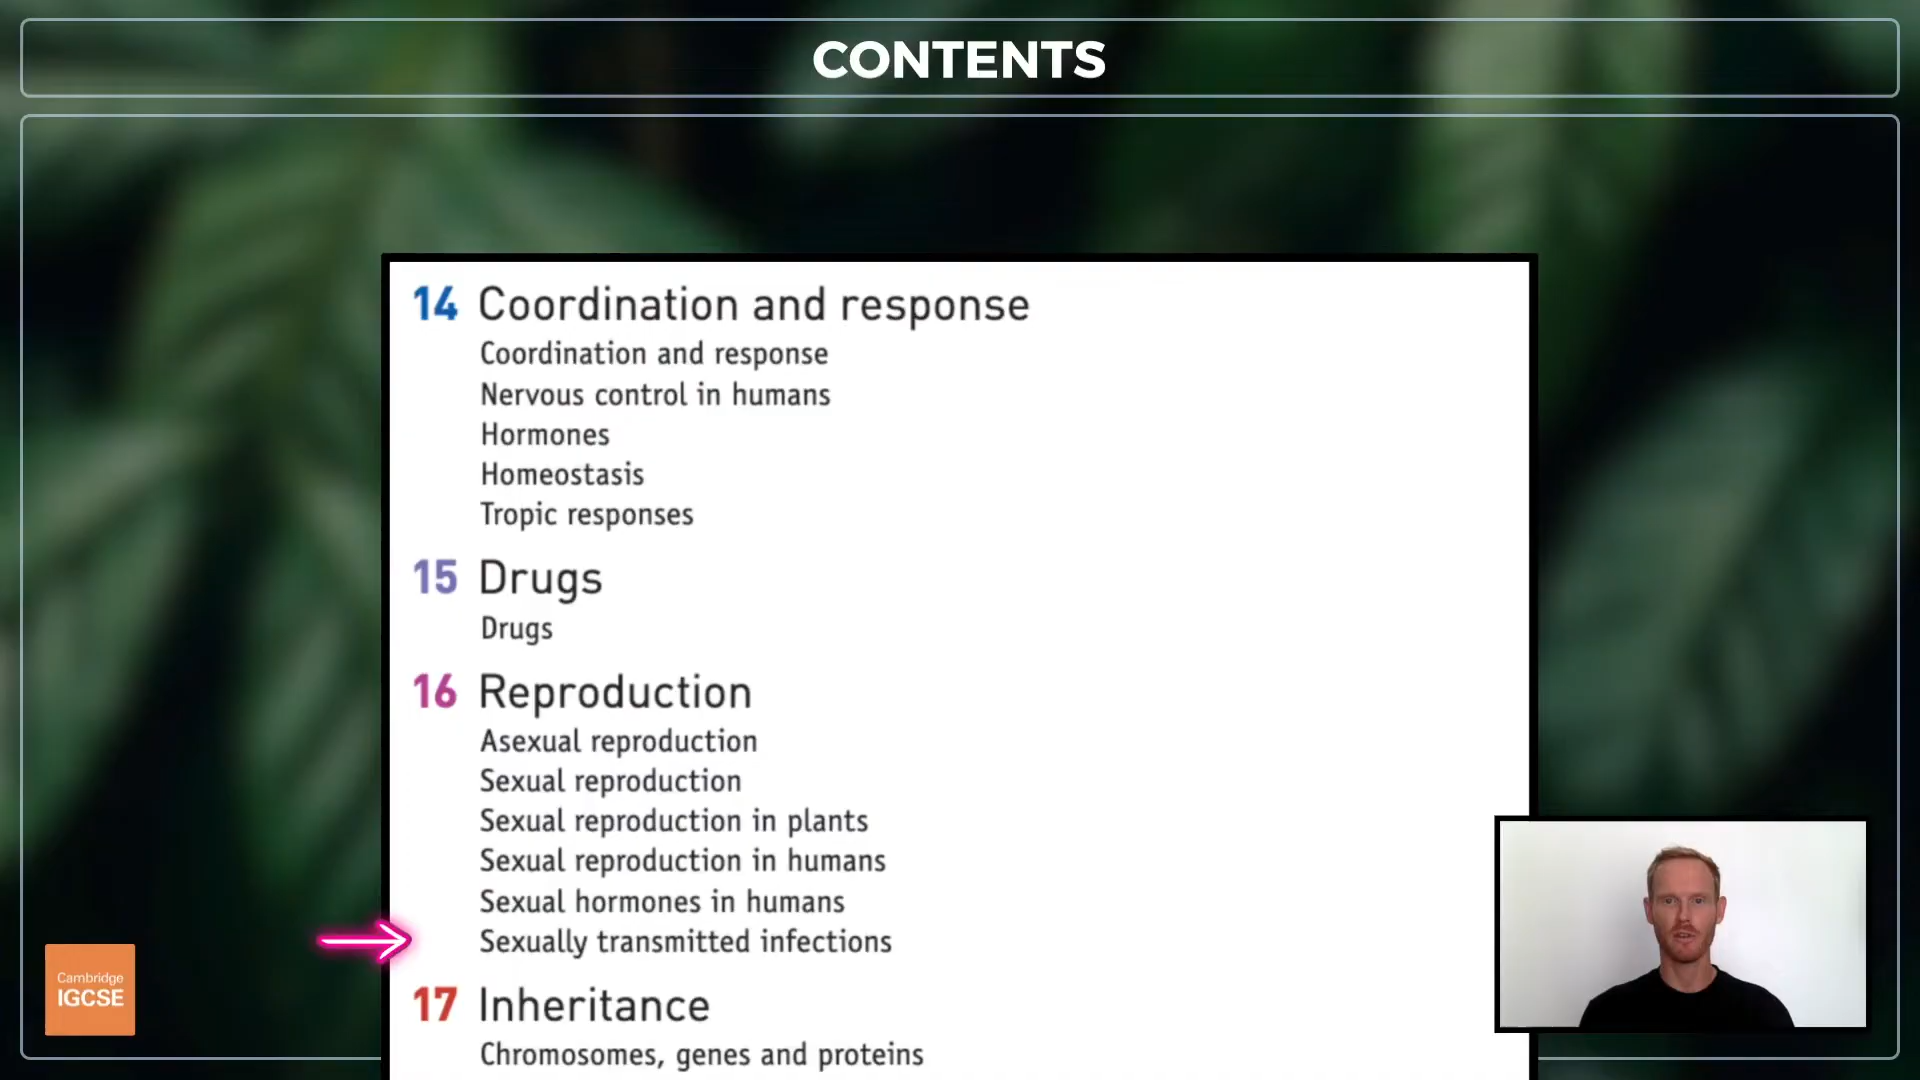 CONTENTS
14 Coordination and response
Coordination and response
Nervous control in humans
Hormones
Homeostasis
Tropic responses
15 Drugs
Drugs
16 Reproduction
Asexual reproduction
Sexual reproduction
Sexual reproduction in plants
Sexual reproduction in humans
Sexual hormones in humans
Sexually transmitted infections
17 Inheritance
Chromosomes, genes and proteins
Cambridge
IGCSE